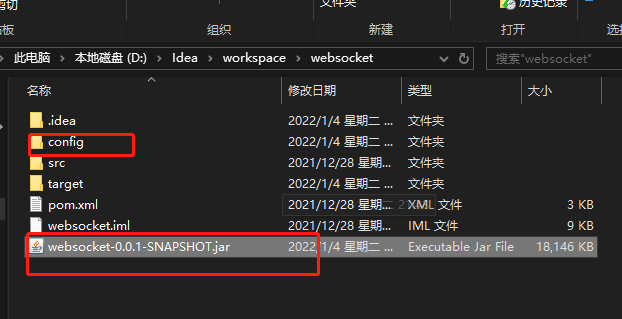 剪切
文件夹
历史记录
贴板
组织
新建
打开
选择
此电脑 > 本地磁盘 (D:) > Idea > workspace > websocket
搜索"websocket"
名称 修改日期 类型 大小
.idea 2022/1/4 星期二 ... 文件夹
config 2022/1/4 星期二 ... 文件夹
src 2021/12/28 星期... 文件夹
target 2022/1/4 星期二 ... 文件夹
pom.xml 2021/12/28 星期... XML 文件 3 KB
websocket.iml 2021/12/28 星期... IML 文件 9 KB
websocket-0.0.1-SNAPSHOT.jar 2022/1/4 星期二 ... Executable Jar File 18,146 KB